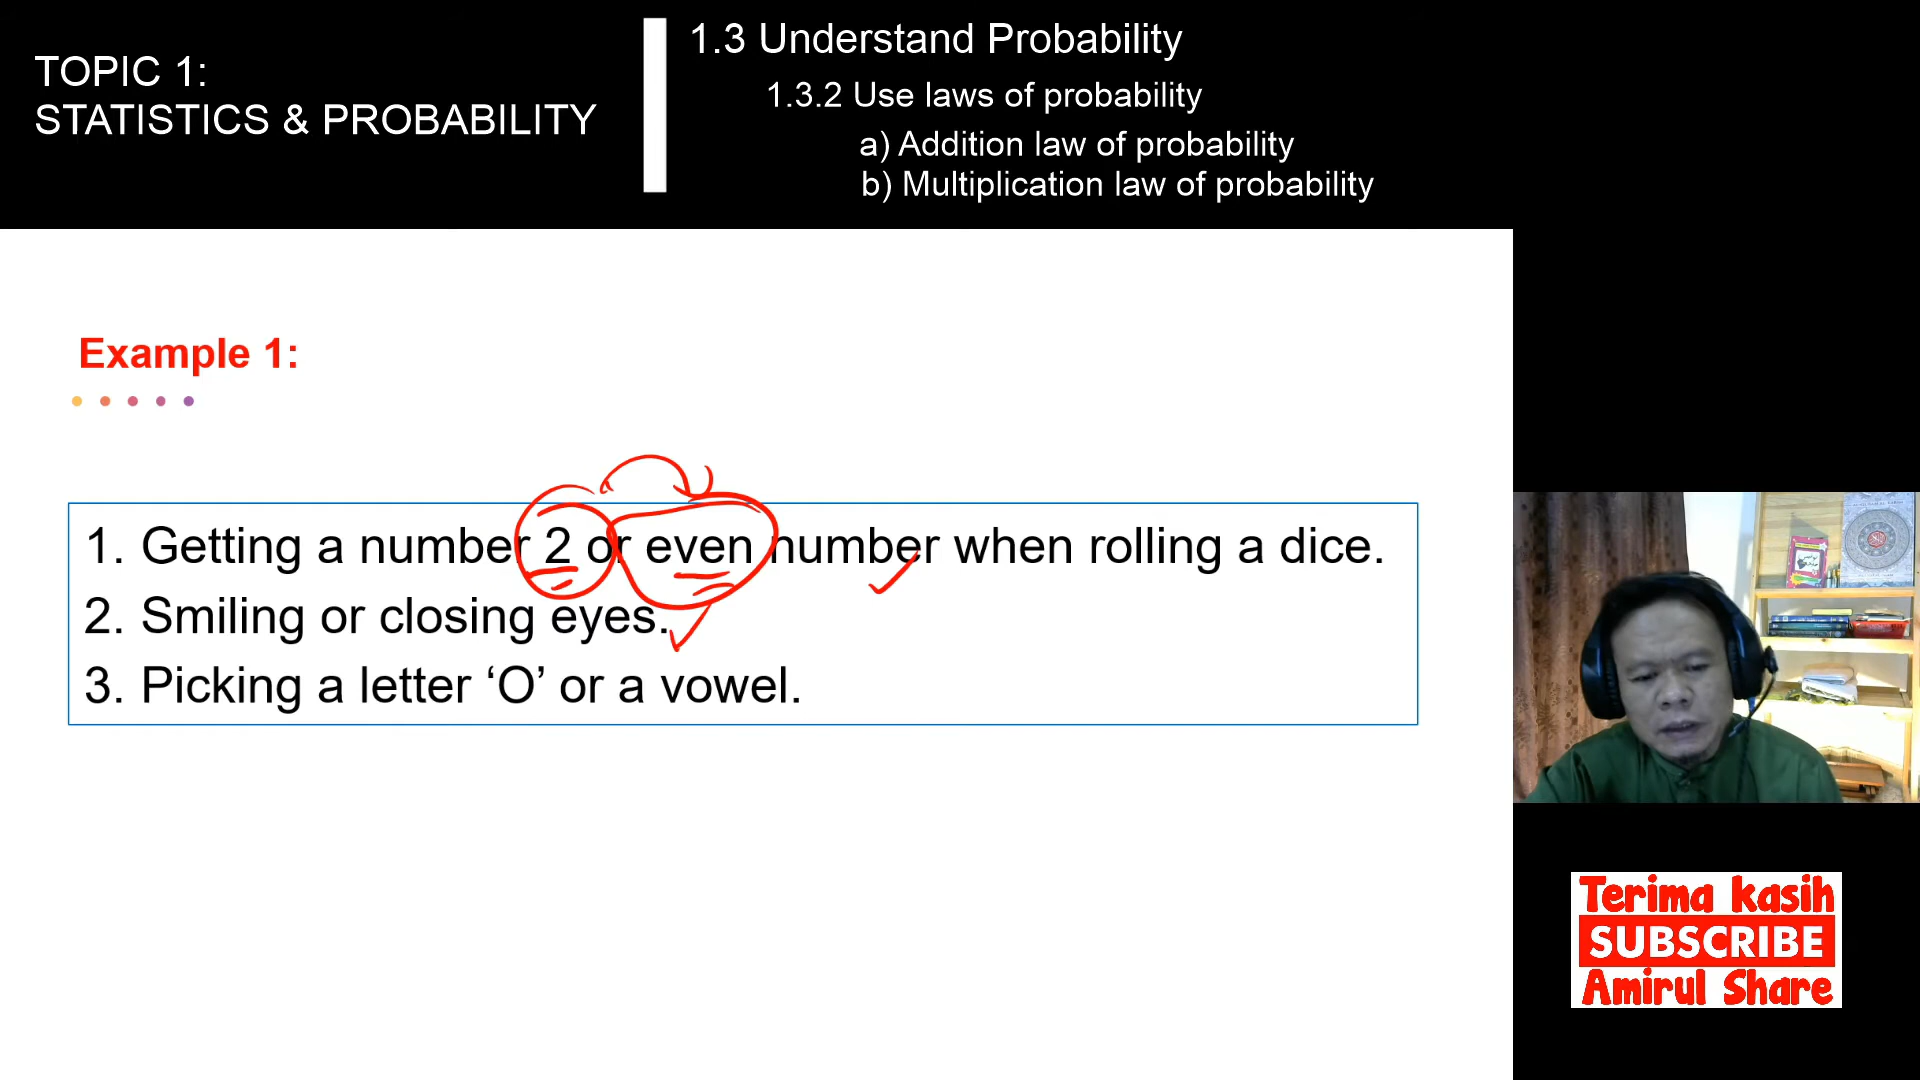 TOPIC 1:
STATISTICS & PROBABILITY
1.3 Understand Probability
1.3.2 Use laws of probability
a) Addition law of probability
b) Multiplication law of probability
Example 1:
1. Getting a number 2 or even number when rolling a dice.
2. Smiling or closing eyes.
3. Picking a letter ‘O’ or a vowel.
Terima kasih
SUBSCRIBE
Amirul Share